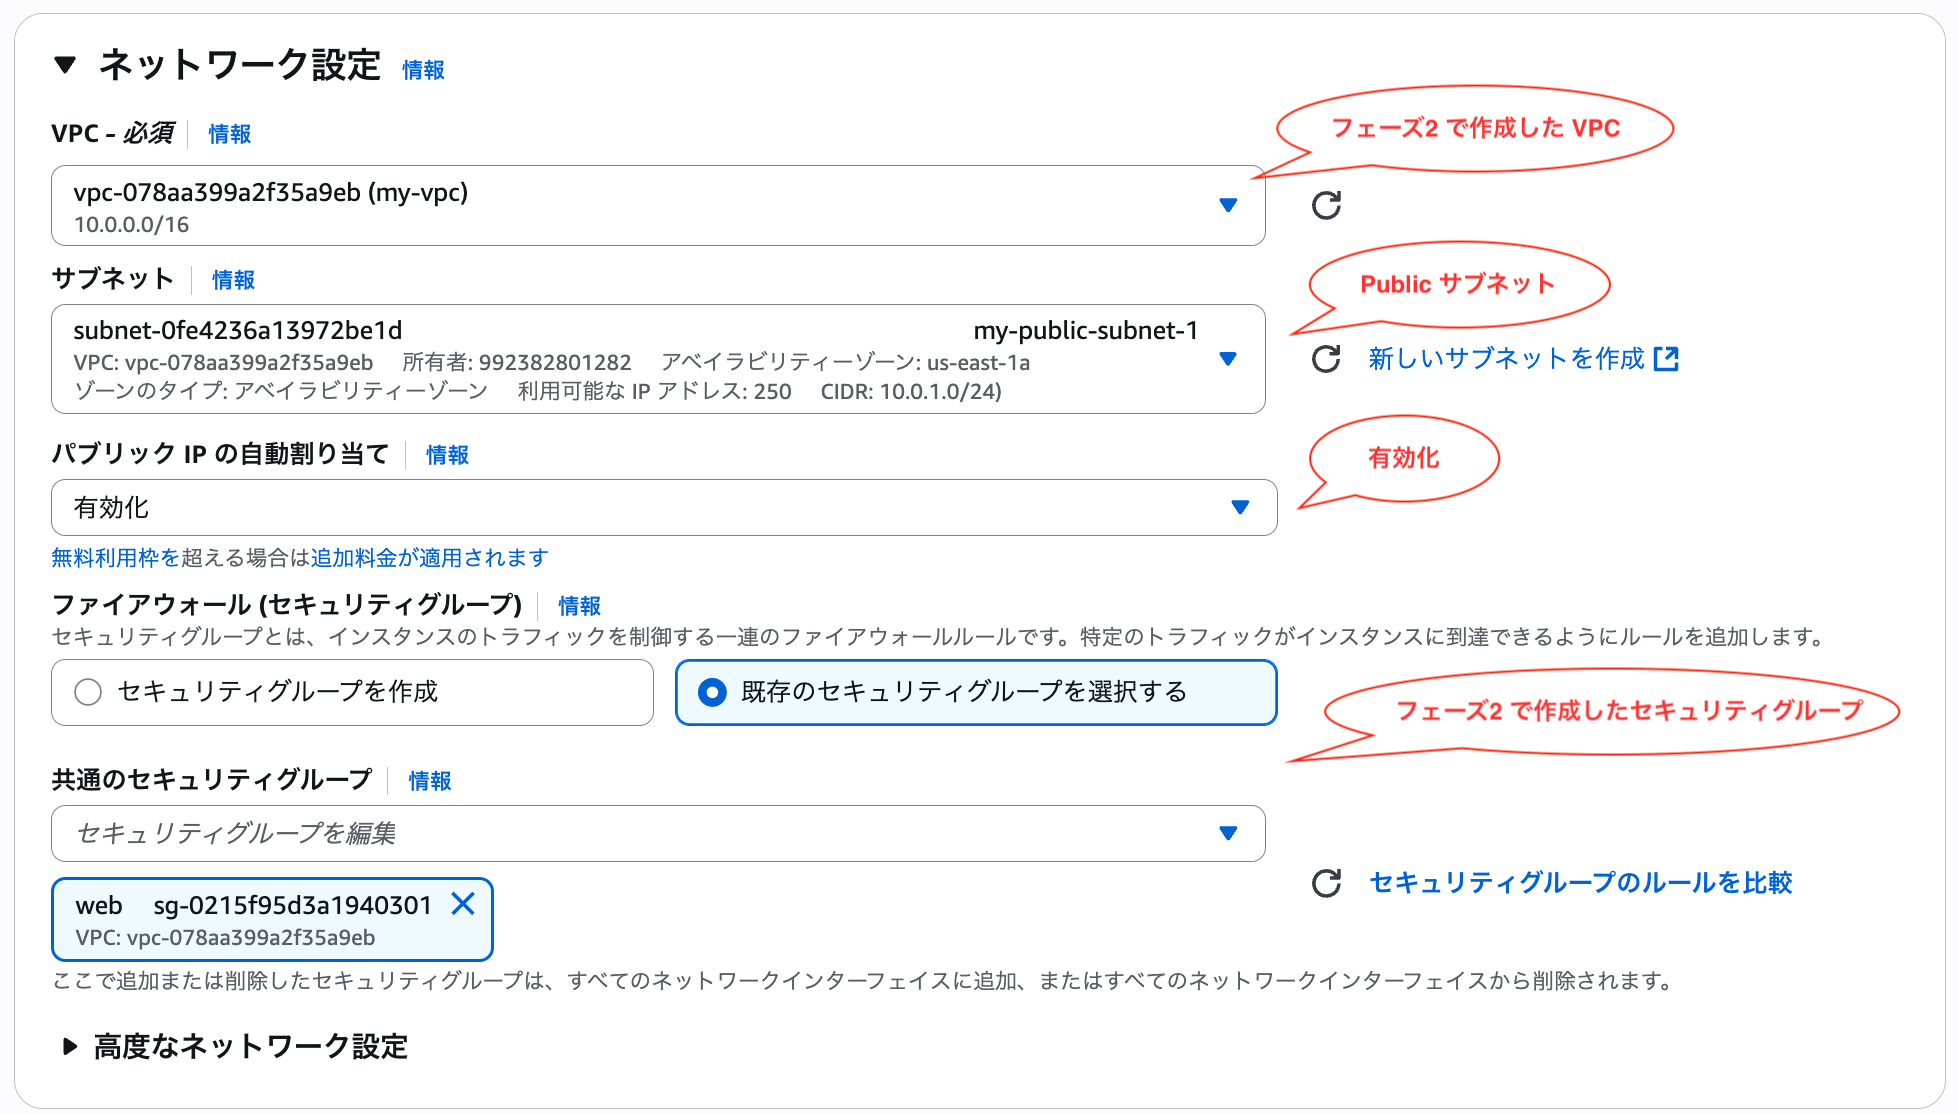 ▼ ネットワーク設定 情報
フェーズ2 で作成した VPC
VPC - 必須 情報
vpc-078aa399a2f35a9eb (my-vpc)
10.0.0.0/16
サブネット 情報
Public サブネット
subnet-0fe4236a13972be1d my-public-subnet-1
VPC: vpc-078aa399a2f35a9eb 所有者: 992382801282 アベイラビリティーゾーン: us-east-1a
ゾーンのタイプ: アベイラビリティーゾーン 利用可能な IP アドレス: 250 CIDR: 10.0.1.0/24)
新しいサブネットを作成
パブリック IP の自動割り当て 情報
有効化
有効化
無料利用枠を超える場合は追加料金が適用されます
ファイアウォール (セキュリティグループ) 情報
セキュリティグループとは、インスタンスのトラフィックを制御する一連のファイアウォールルールです。特定のトラフィックがインスタンスに到達できるようにルールを追加します。
セキュリティグループを作成
既存のセキュリティグループを選択する
フェーズ2 で作成したセキュリティグループ
共通のセキュリティグループ 情報
セキュリティグループを編集
セキュリティグループのルールを比較
web sg-0215f95d3a1940301
VPC: vpc-078aa399a2f35a9eb
ここで追加または削除したセキュリティグループは、すべてのネットワークインターフェイスに追加、またはすべてのネットワークインターフェイスから削除されます。
▶ 高度なネットワーク設定